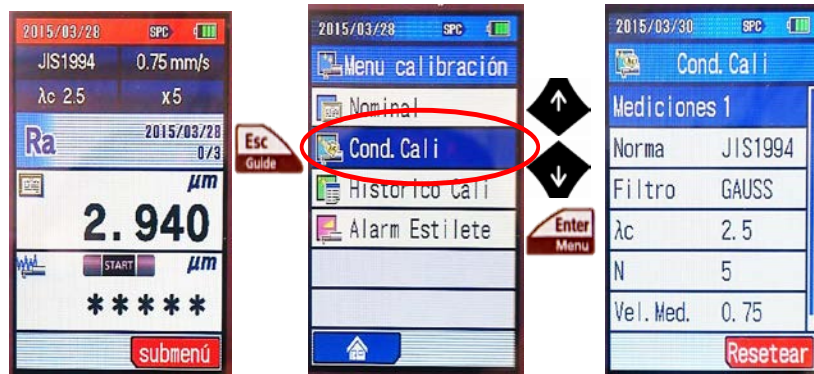 2015/03/28 SPC
JIS1994 0.75 mm/s
λc 2.5 x5
Ra 2015/03/28
0/3
µm
2.940
START µm
*****
submenú
Esc
Guide
2015/03/28 SPC
Menu calibración
Nominal
Cond. Cali
Histórico Cali
Alarm Estilete
Enter
Menu
2015/03/30 SPC
Cond. Cali
Mediciones 1
Norma JIS1994
Filtro GAUSS
λc 2.5
N 5
Vel. Med. 0.75
Resetear